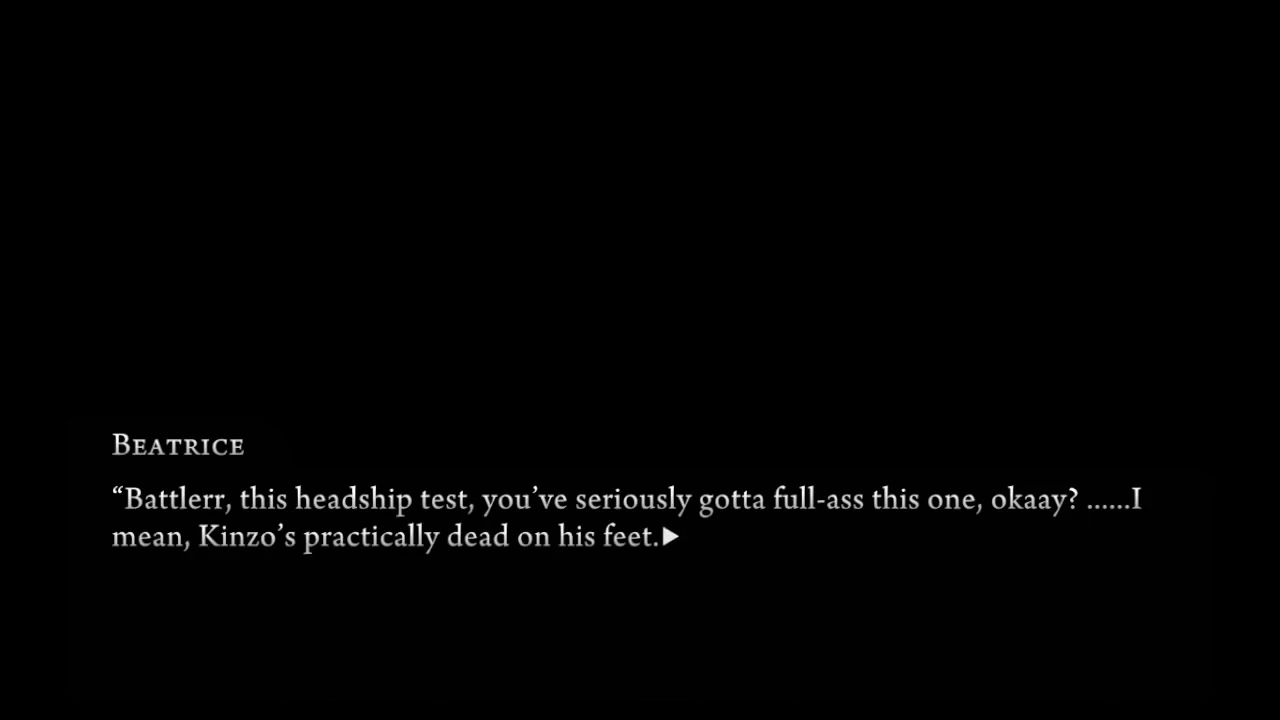 BEATRICE
“Battlerr, this headship test, you’ve seriously gotta full-ass this one, okaay? ......I
mean, Kinzo’s practically dead on his feet.▶